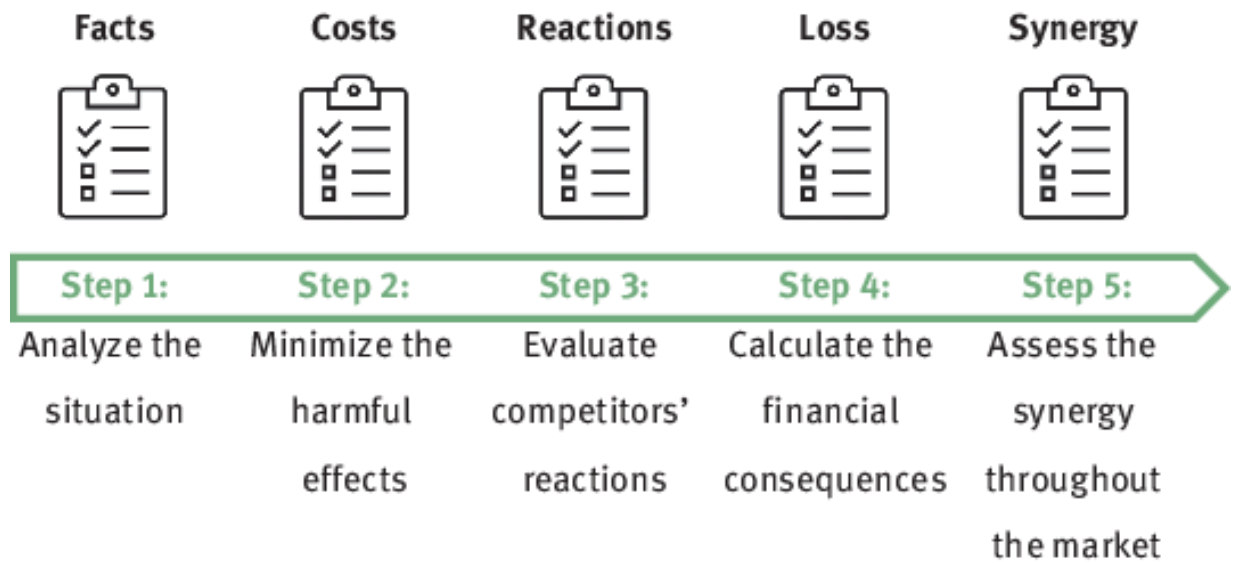 Facts
Costs
Reactions
Loss
Synergy
Step 1:
Step 2:
Step 3:
Step 4:
Step 5:
Analyze the
situation
Minimize the
harmful
effects
Evaluate
competitors’
reactions
Calculate the
financial
consequences
Assess the
synergy
throughout
the market